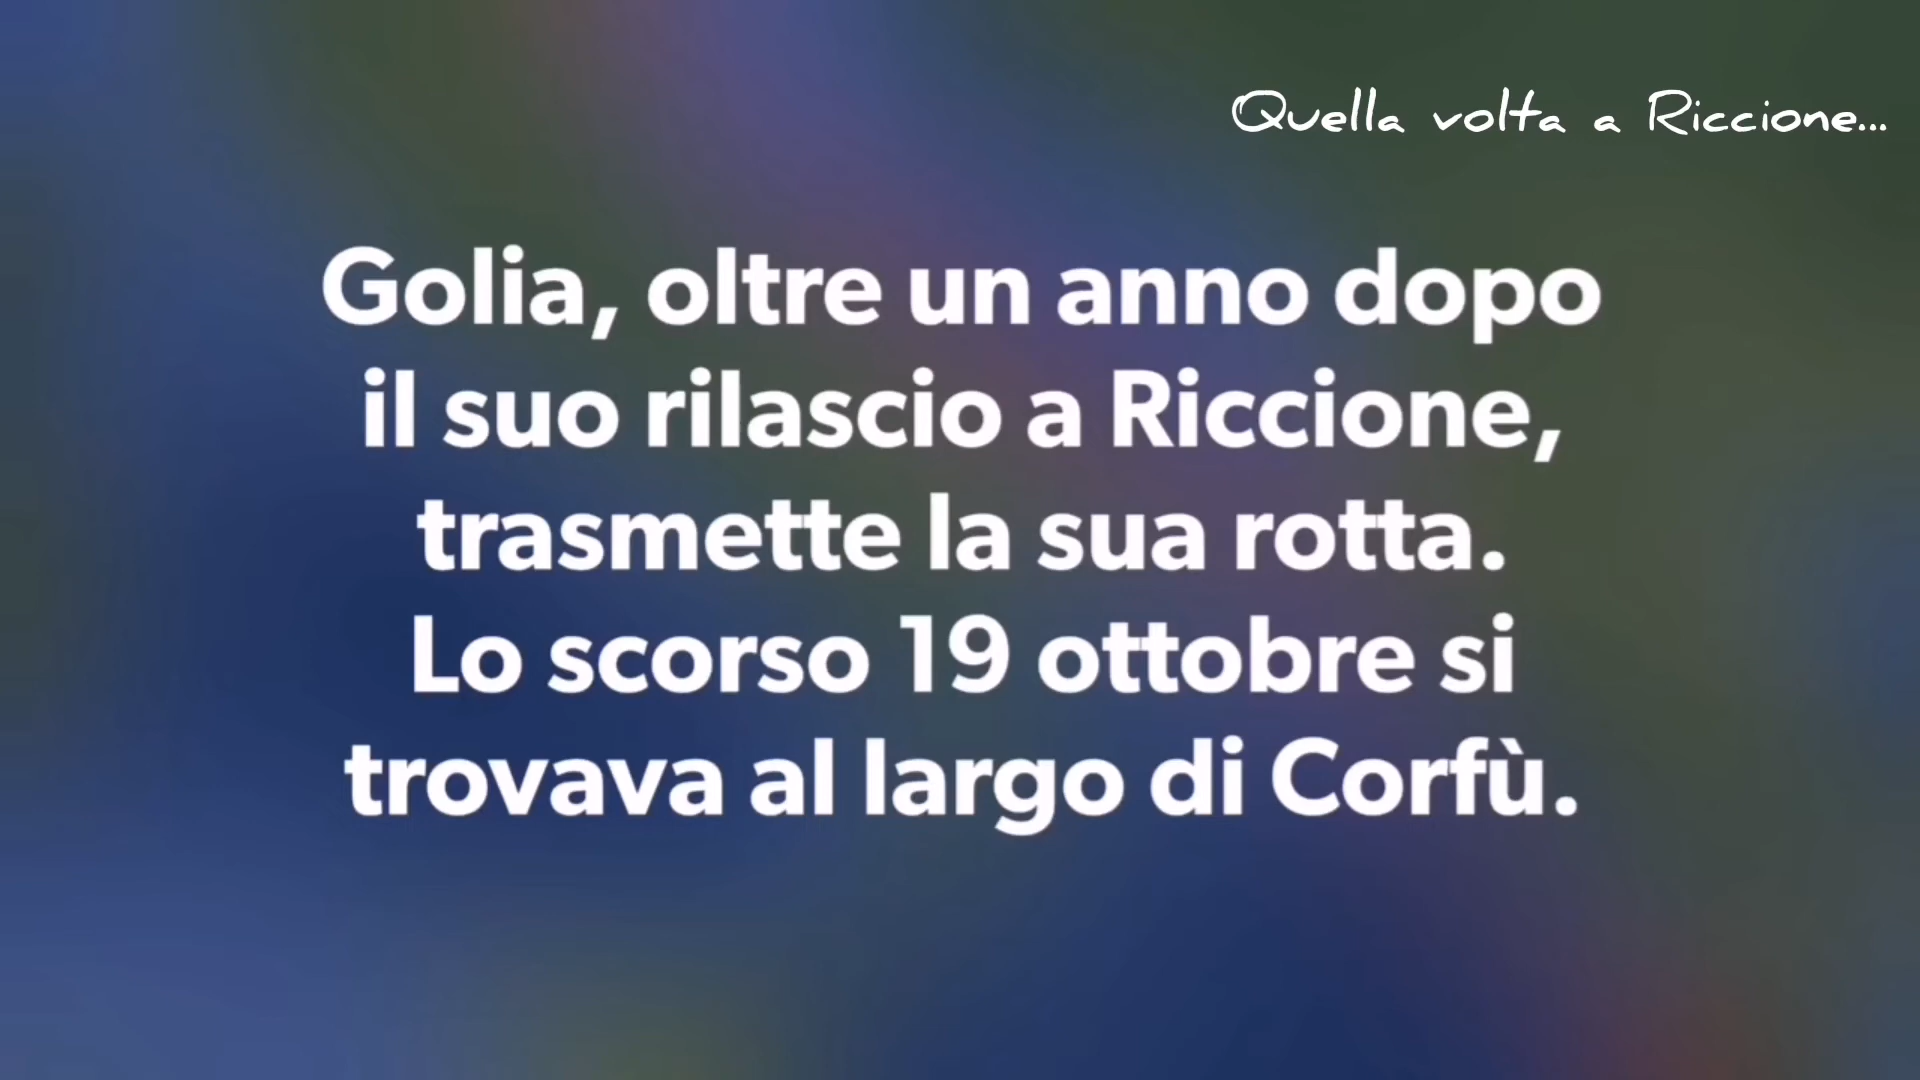 Quella volta a Riccione...
Golia, oltre un anno dopo
il suo rilascio a Riccione,
trasmette la sua rotta.
Lo scorso 19 ottobre si
trovava al largo di Corfù.